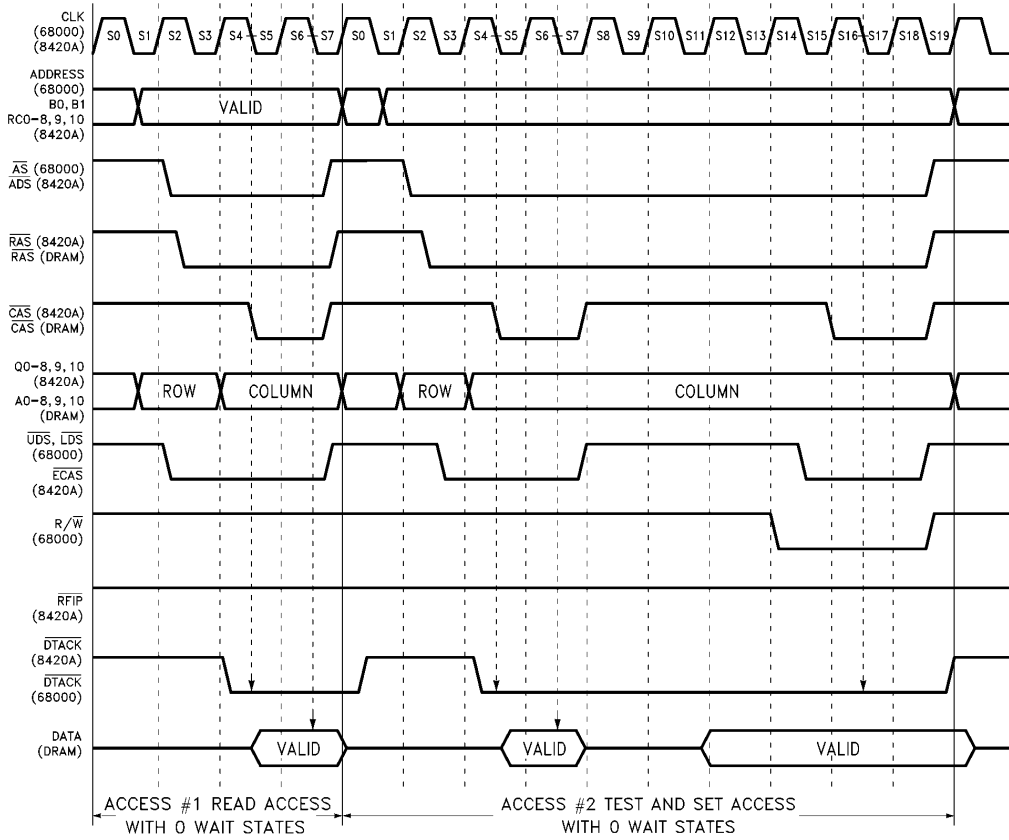 CLK
(68000)
(8420A)
S0 S1 S2 S3 S4 S5 S6 S7 S0 S1 S2 S3 S4 S5 S6 S7 S8 S9 S10 S11 S12 S13 S14 S15 S16 S17 S18 S19
ADDRESS
(68000)
B0, B1
RC0-8,9,10
(8420A)
VALID
AS (68000)
ADS (8420A)
RAS (8420A)
RAS (DRAM)
CAS (8420A)
CAS (DRAM)
Q0-8,9,10
(8420A)
A0-8,9,10
(DRAM)
ROW COLUMN ROW COLUMN
UDS, LDS
(68000)
ECAS
(8420A)
R/W
(68000)
RFIP
(8420A)
DTACK
(8420A)
DTACK
(68000)
DATA
(DRAM)
VALID VALID VALID
ACCESS #1 READ ACCESS
WITH 0 WAIT STATES
ACCESS #2 TEST AND SET ACCESS
WITH 0 WAIT STATES